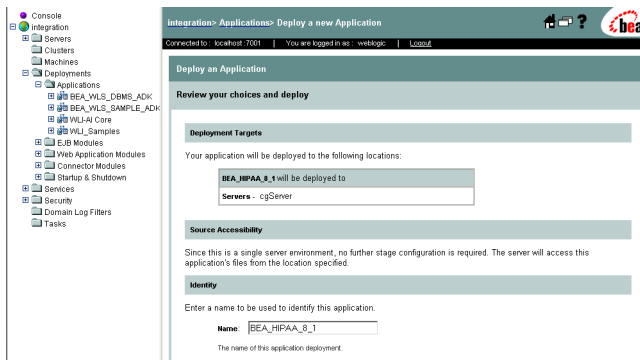 Console
integration
Servers
Clusters
Machines
Deployments
Applications
BEA_WLS_DBMS_ADK
BEA_WLS_SAMPLE_ADK
WLI-AI Core
WLI_Samples
EJB Modules
Web Application Modules
Connector Modules
Startup & Shutdown
Services
Security
Domain Log Filters
Tasks
integration> Applications> Deploy a new Application
?
bea
Connected to : localhost :7001 | You are logged in as : weblogic | Logout
Deploy an Application
Review your choices and deploy
Deployment Targets
Your application will be deployed to the following locations:
BEA_HIPAA_8_1 will be deployed to
Servers - cgServer
Source Accessibility
Since this is a single server environment, no further stage configuration is required. The server will access this
application's files from the location specified.
Identity
Enter a name to be used to identify this application.
Name: BEA_HIPAA_8_1
The name of this application deployment.